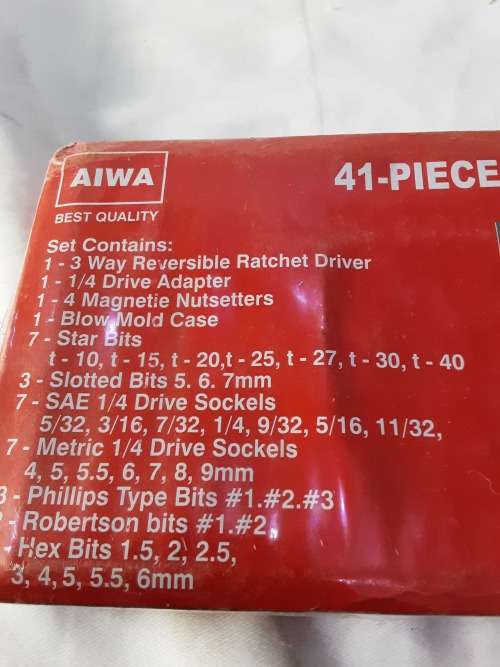 AIWA
BEST QUALITY
41-PIECE
Set Contains:
1 - 3 Way Reversible Ratchet Driver
1 - 1/4 Drive Adapter
1 - 4 Magnetie Nutsetters
1 - Blow Mold Case
7 - Star Bits
t - 10, t - 15, t - 20,t - 25, t - 27, t - 30, t - 40
3 - Slotted Bits 5. 6. 7mm
7 - SAE 1/4 Drive Sockets
5/32, 3/16, 7/32, 1/4, 9/32, 5/16, 11/32,
7 - Metric 1/4 Drive Sockets
4, 5, 5.5, 6, 7, 8, 9mm
3 - Phillips Type Bits #1.#2.#3
- Robertson bits #1.#2
- Hex Bits 1.5, 2, 2.5,
3, 4, 5, 5.5, 6mm